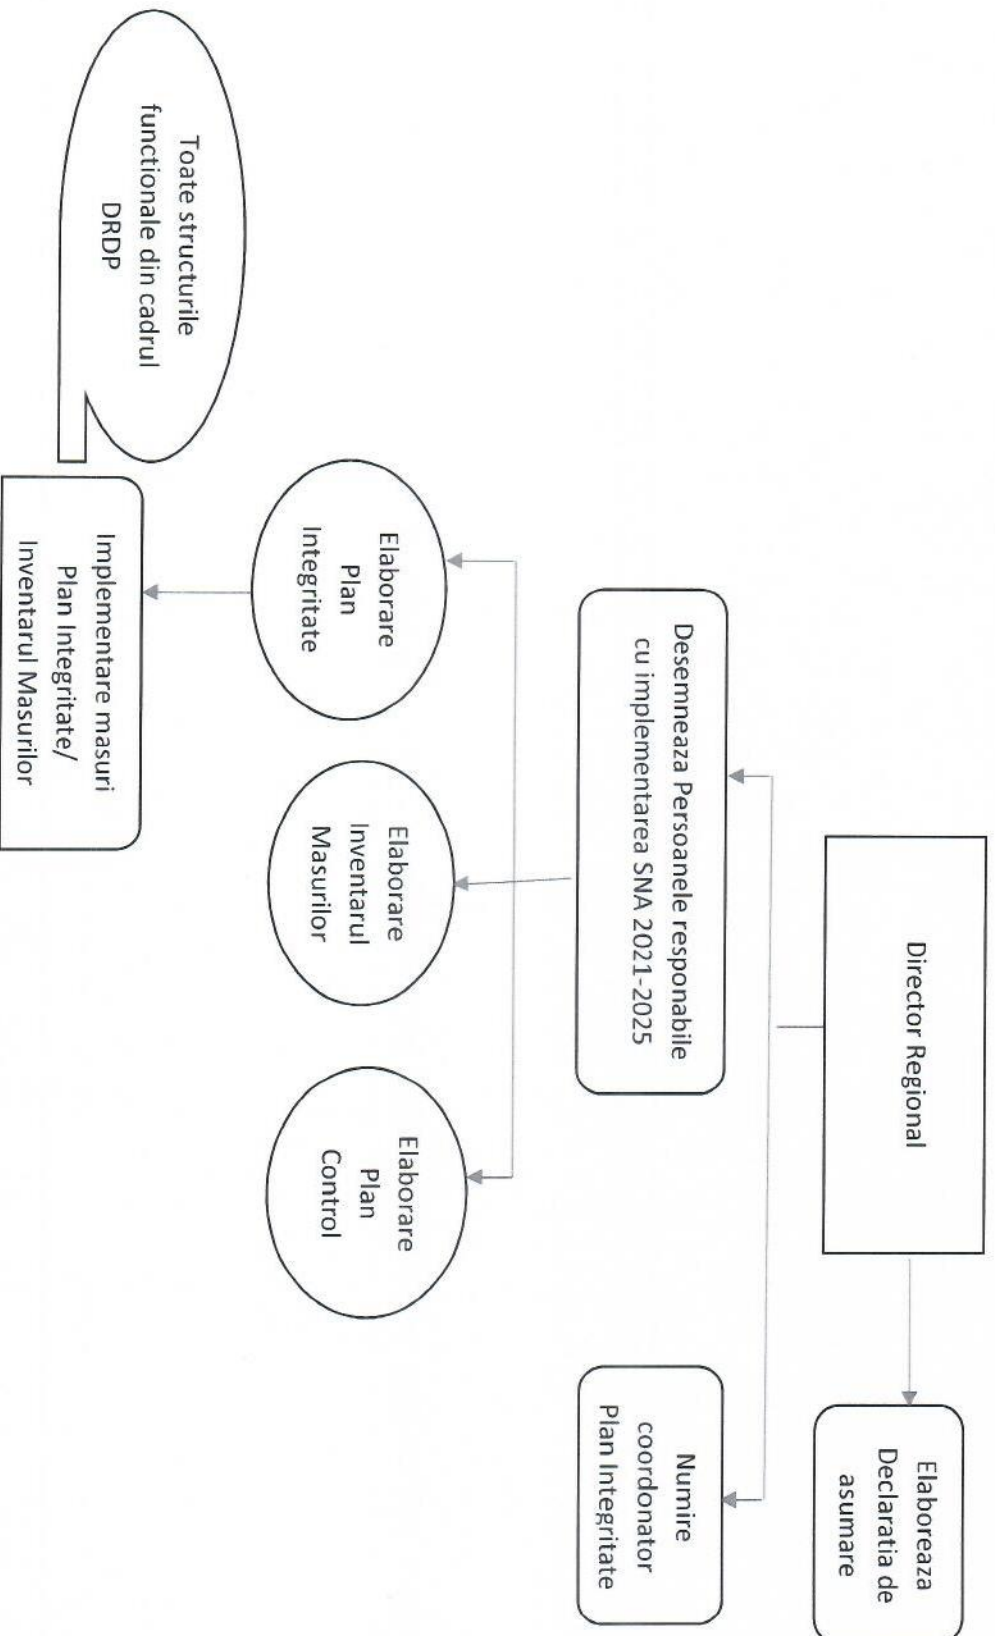 Director Regional
Elaboreaza
Declaratia de
asumare
Desemneaza Persoanele responabile
cu implementarea SNA 2021-2025
Numire
coordonator
Plan Integritate
Elaborare
Plan
Integritate
Elaborare
Inventarul
Masurilor
Elaborare
Plan
Control
Toate structurile
functionale din cadrul
DRDP
Implementare masuri
Plan Integritate/
Inventarul Masurilor